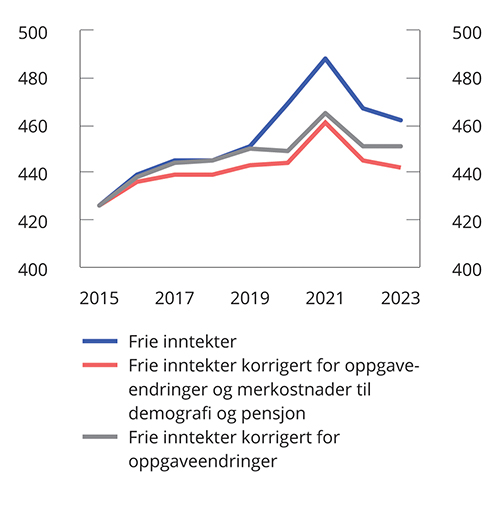 500 500
480 480
460 460
440 440
420 420
400 400
2015 2017 2019 2021 2023
Frie inntekter
Frie inntekter korrigert for oppgave-
endringer og merkostnader til
demografi og pensjon
Frie inntekter korrigert for
oppgaveendringer